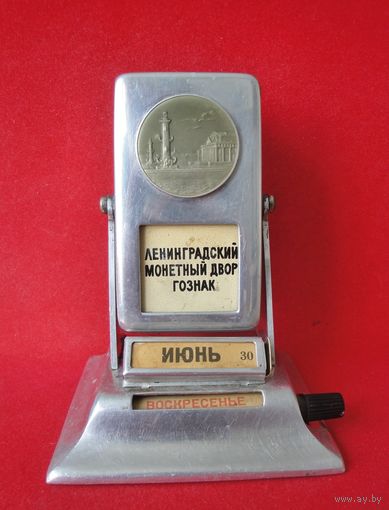 ЛЕНИНГРАДСКИЙ
МОНЕТНЫЙ ДВОР
ГОЗНАК
ИЮНЬ 30
ВОСКРЕСЕНЬЕ
www.ay.by